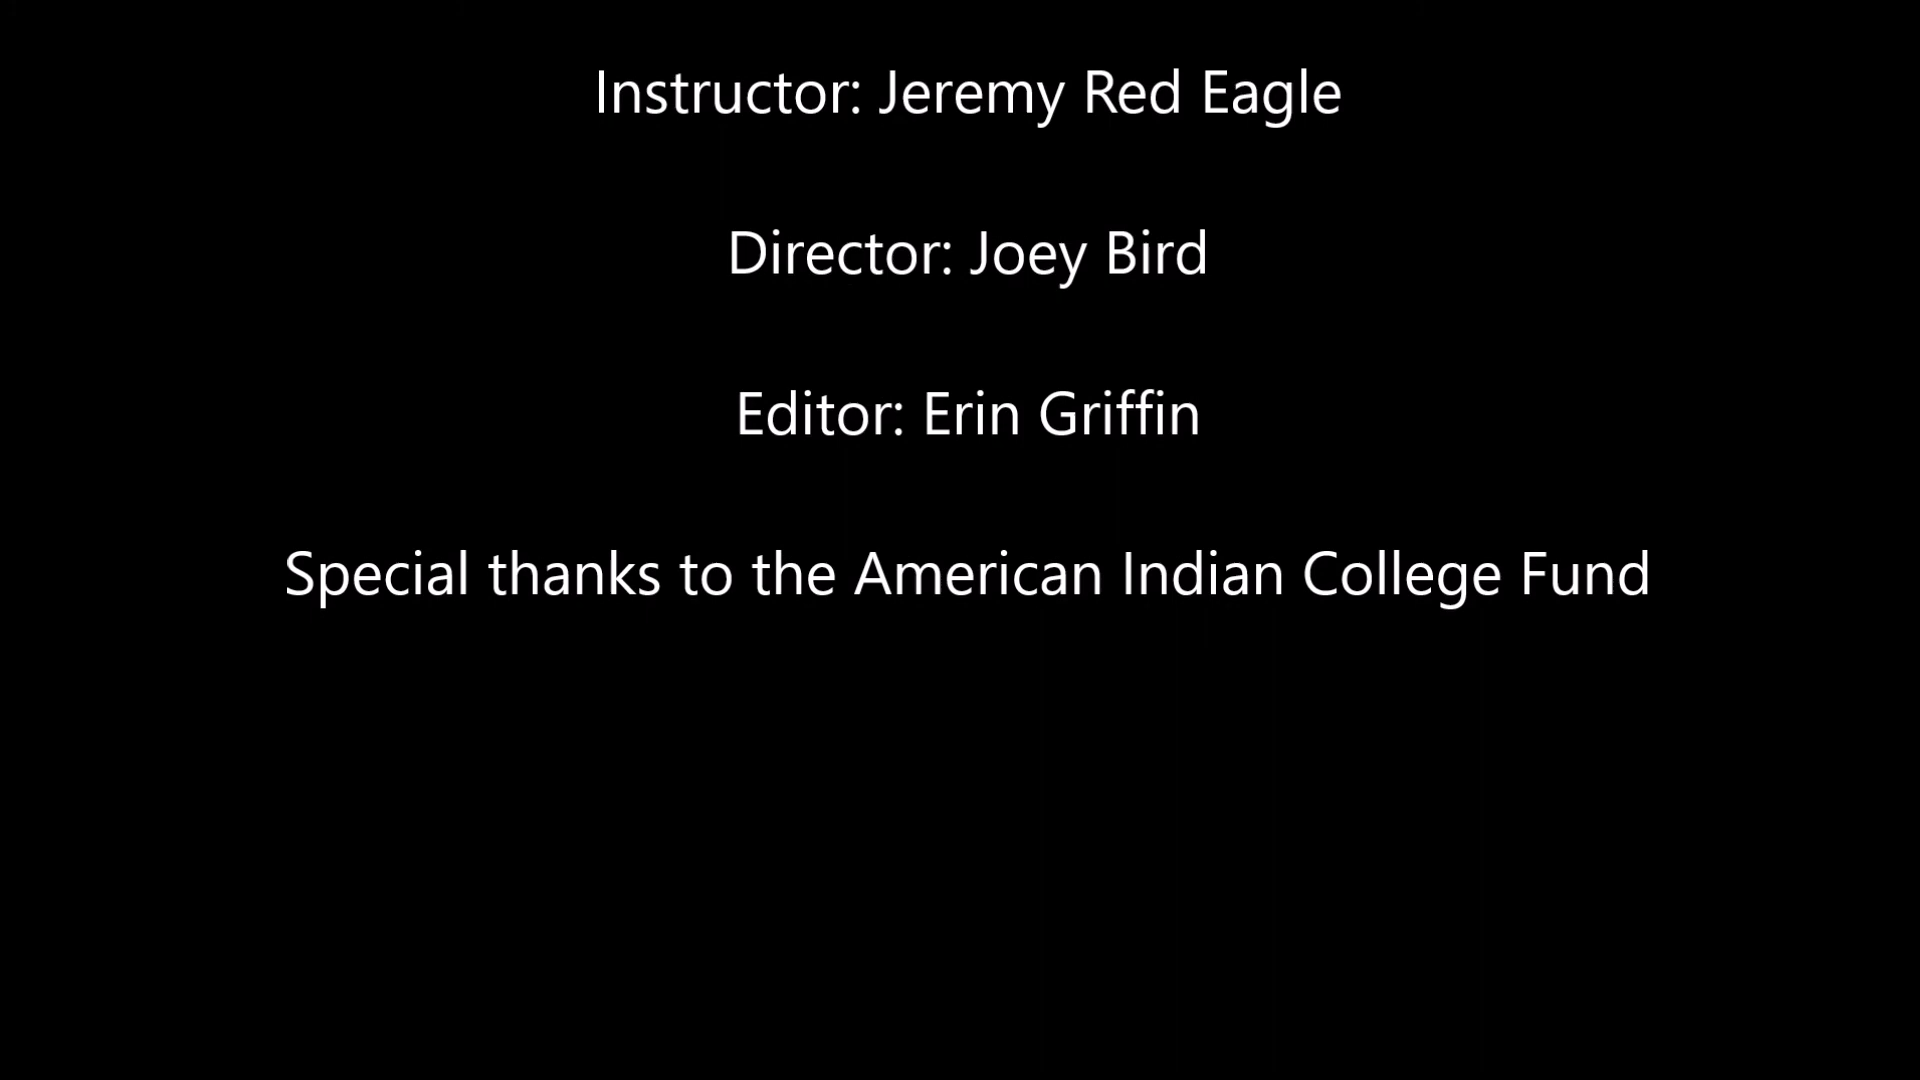 Instructor: Jeremy Red Eagle
Director: Joey Bird
Editor: Erin Griffin
Special thanks to the American Indian College Fund